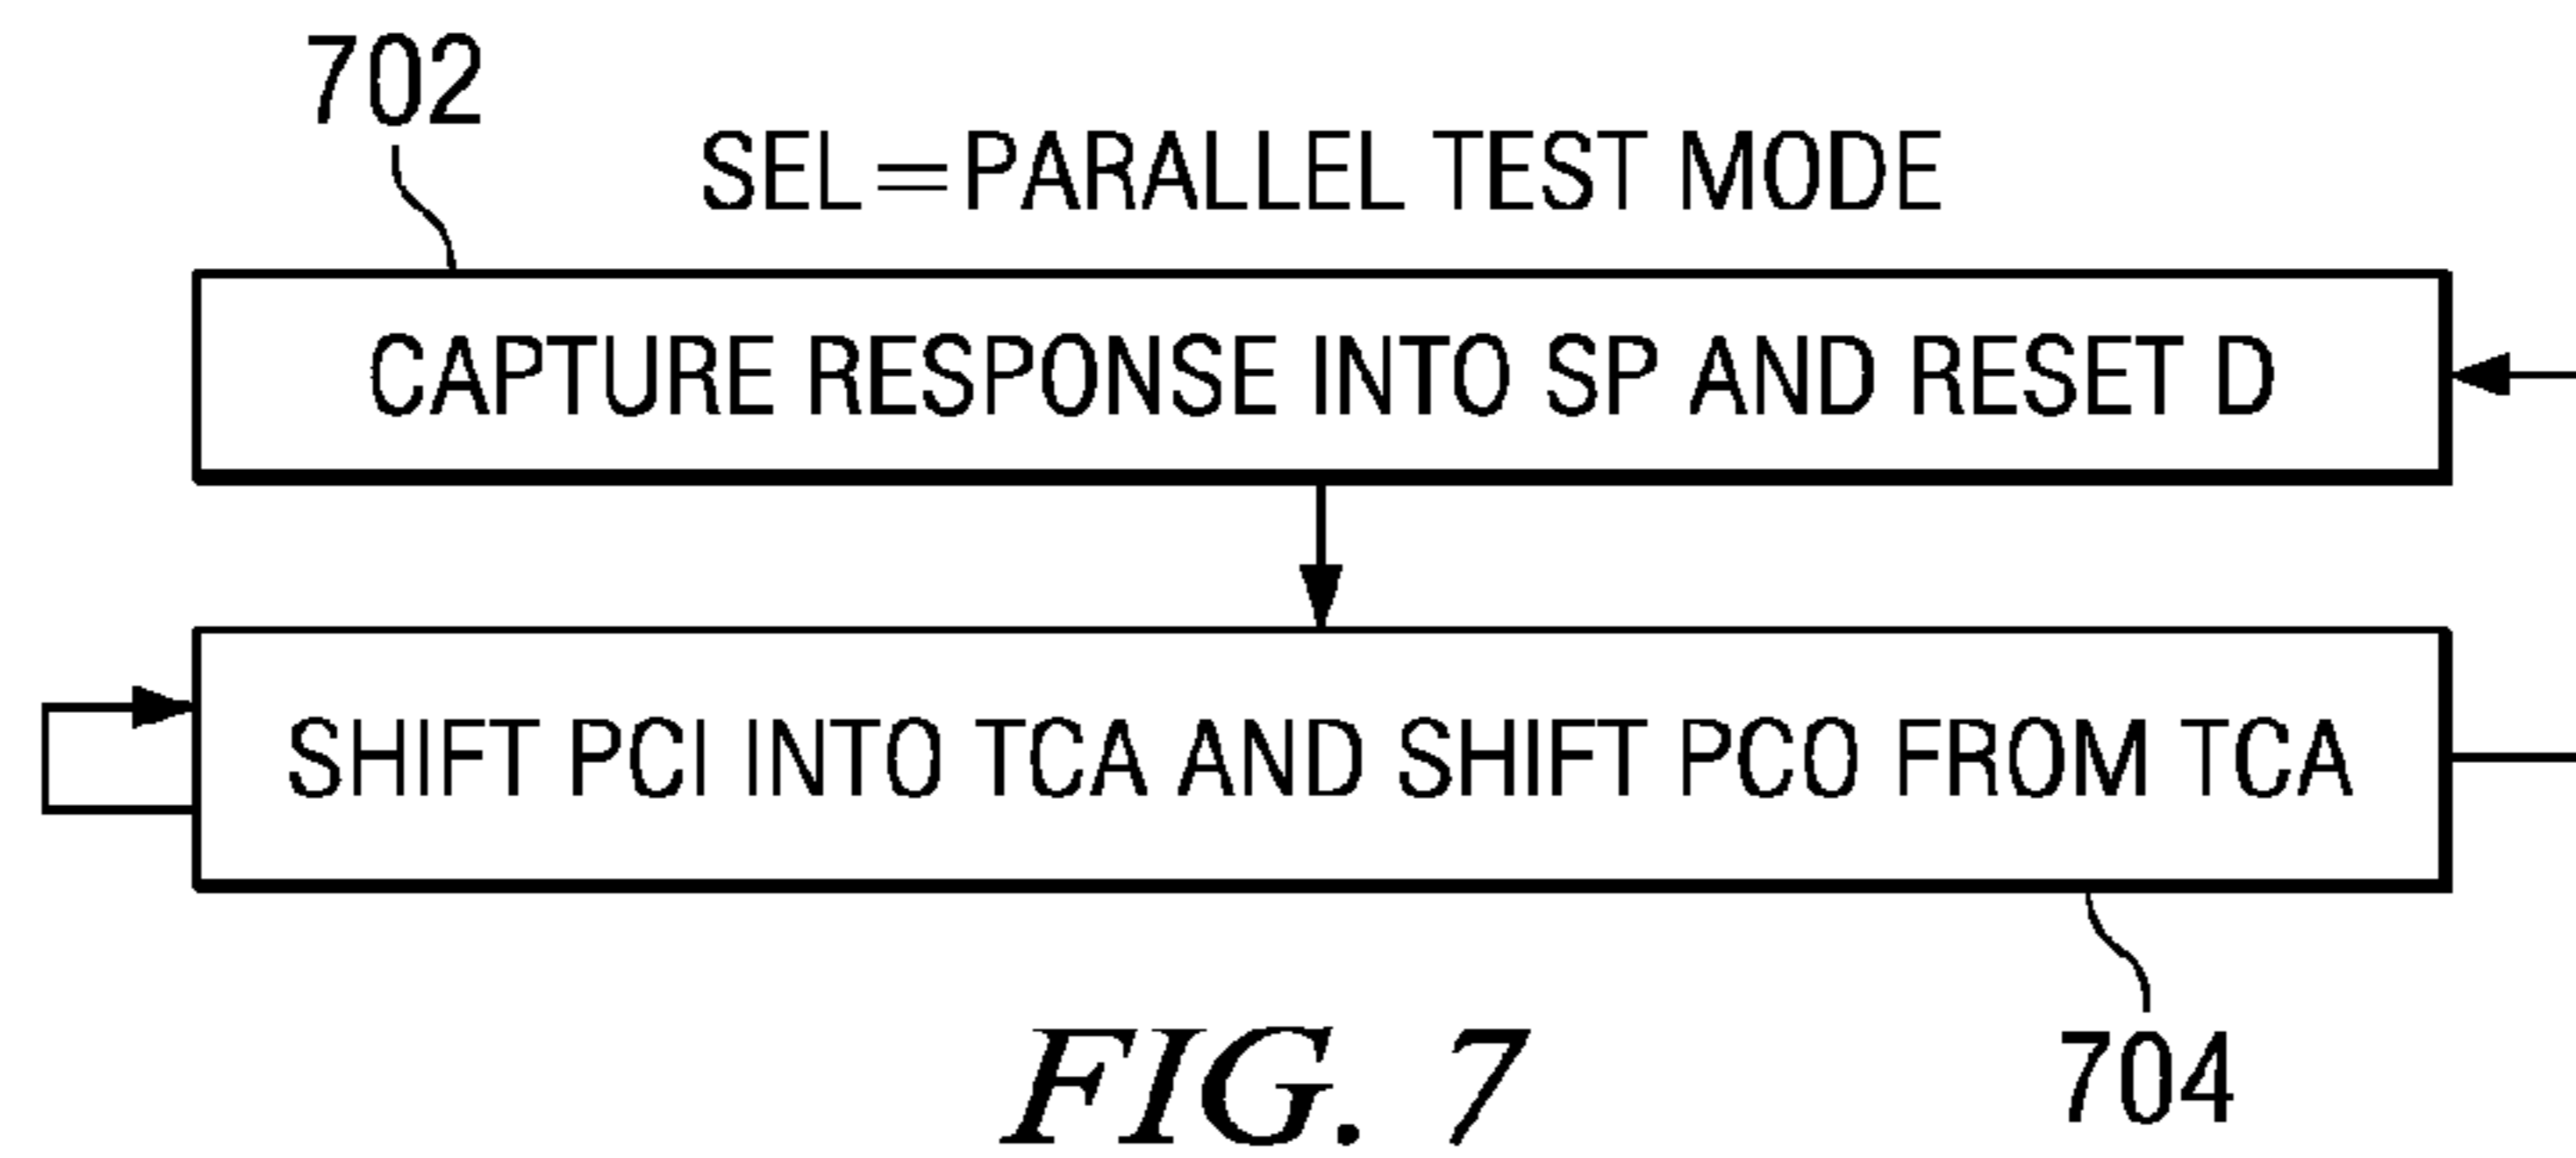 702
SEL=PARALLEL TEST MODE
CAPTURE RESPONSE INTO SP AND RESET D
SHIFT PCI INTO TCA AND SHIFT PCO FROM TCA
704
FIG. 7